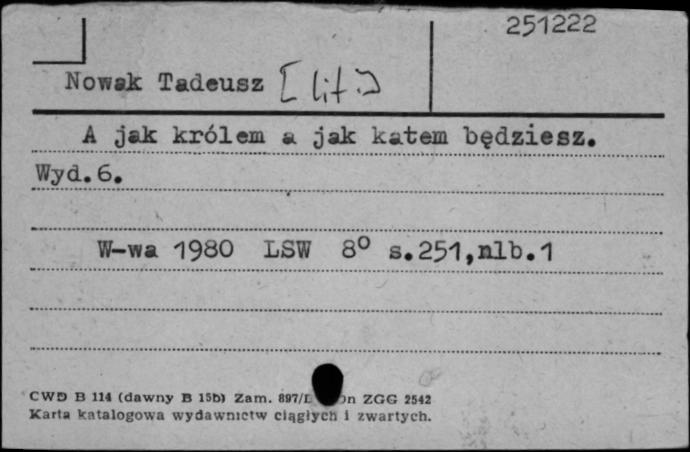 251222
Nowak Tadeusz [lit.]
A jak królem a jak katem będziesz.
Wyd.6.
W-wa 1980 LSW 8° s.251,nlb.1
CWD B 114 (dawny B 15b) Zam. 897/ ZGG 2542
Karta katalogowa wydawnictw ciągłych i zwartych.